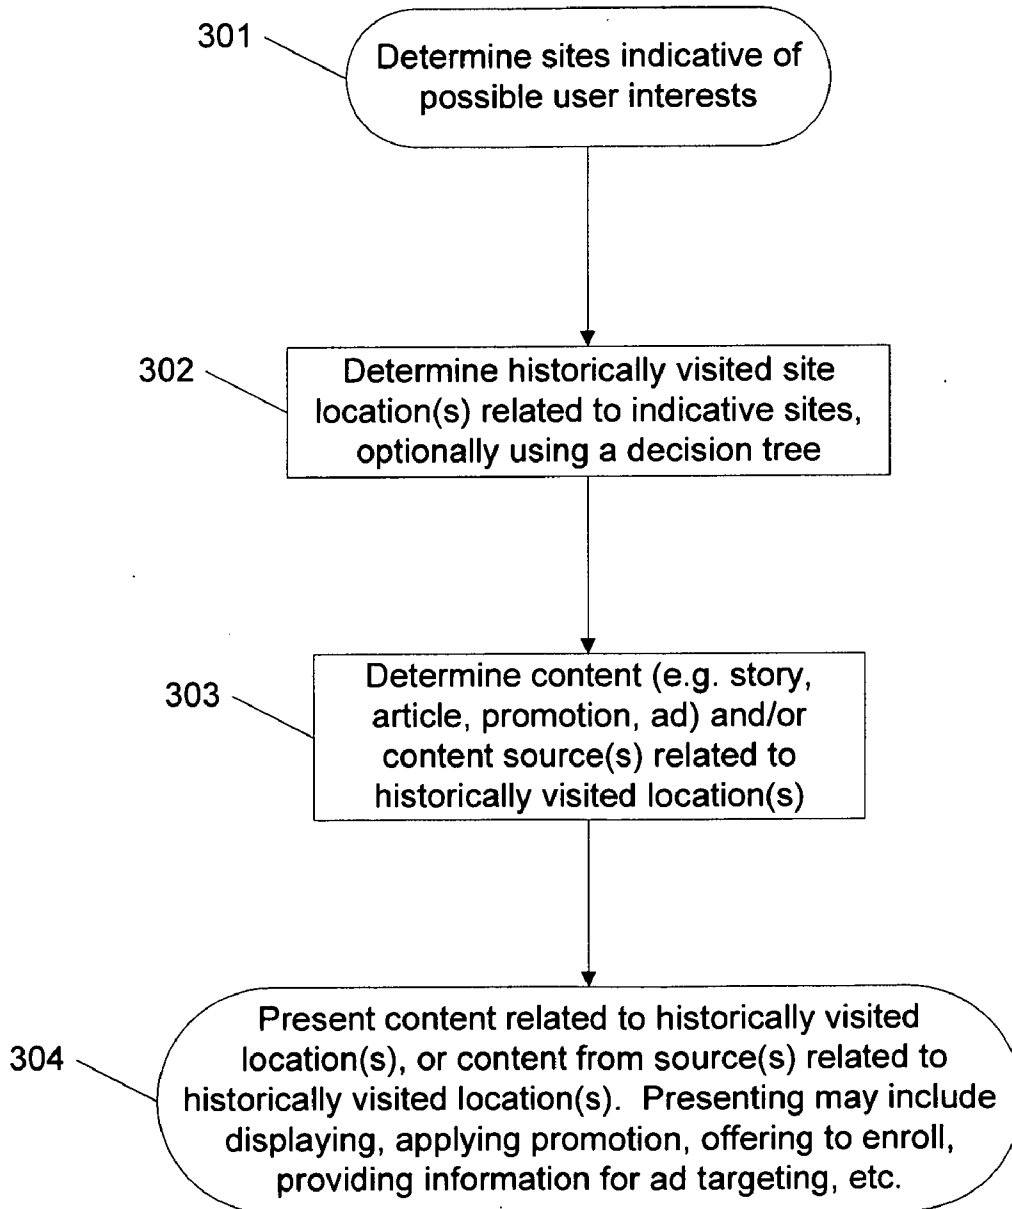 301
Determine sites indicative of
possible user interests
302
Determine historically visited site
location(s) related to indicative sites,
optionally using a decision tree
303
Determine content (e.g. story,
article, promotion, ad) and/or
content source(s) related to
historically visited location(s)
304
Present content related to historically visited
location(s), or content from source(s) related to
historically visited location(s).  Presenting may include
displaying, applying promotion, offering to enroll,
providing information for ad targeting, etc.